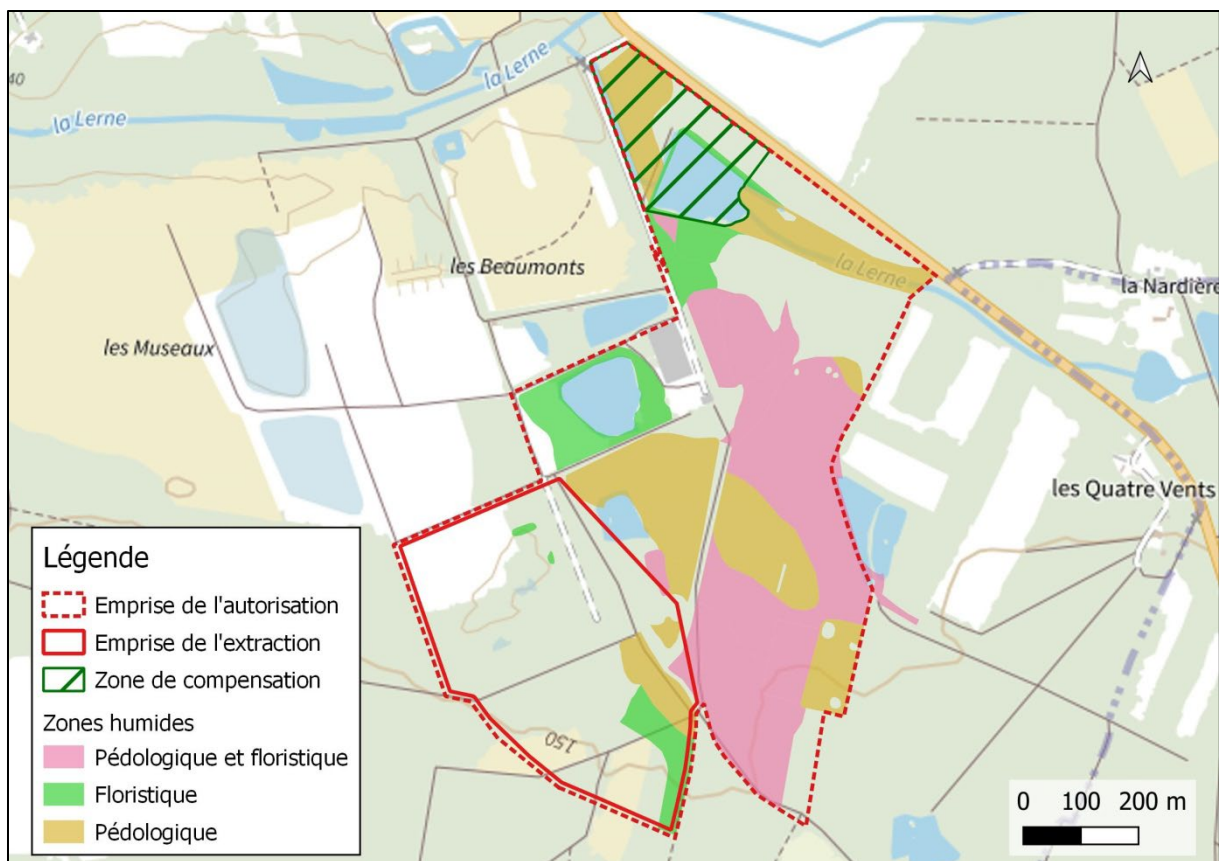 40
la Lerne
la Lerne
les Beaumonts
la Lerne
la Nardière
les Museaux
les Quatre Vents
150
Légende
Emprise de l'autorisation
Emprise de l'extraction
Zone de compensation
Zones humides
Pédologique et floristique
Floristique
Pédologique
0 100 200 m